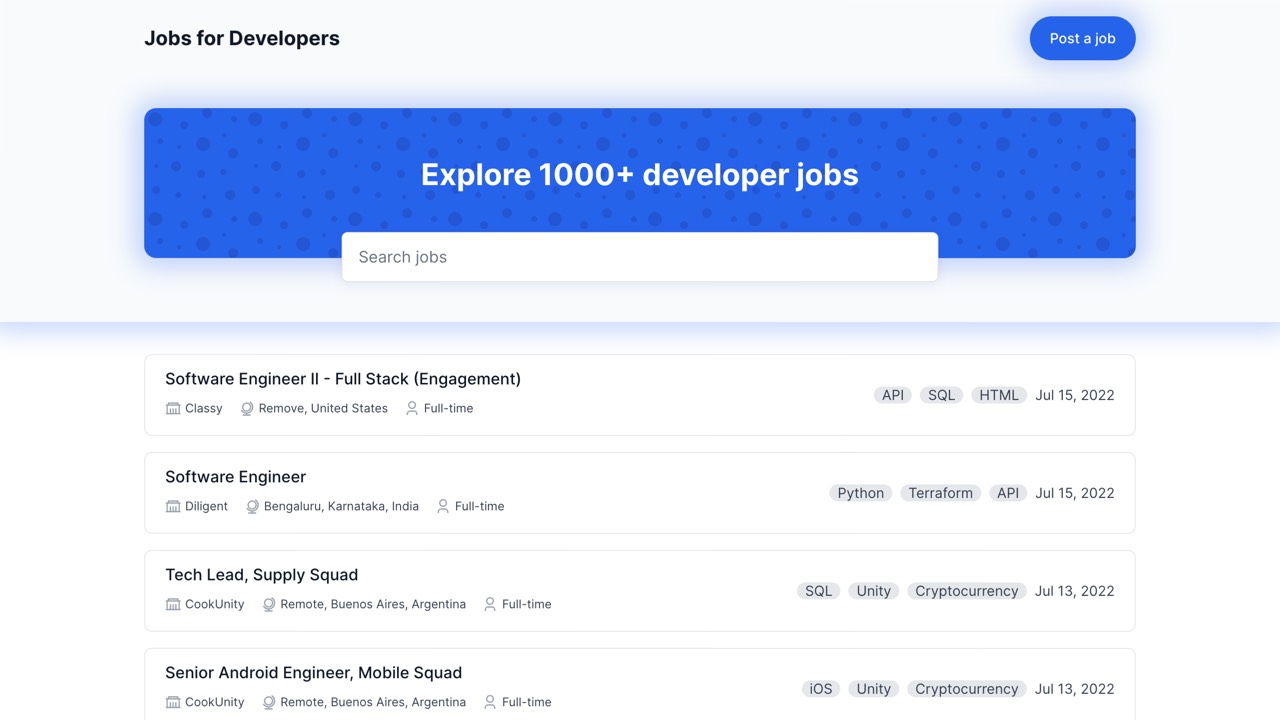 Jobs for Developers
Post a job
Explore 1000+ developer jobs
Search jobs
Software Engineer II - Full Stack (Engagement)
Classy Remove, United States Full-time
API SQL HTML Jul 15, 2022
Software Engineer
Diligent Bengaluru, Karnataka, India Full-time
Python Terraform API Jul 15, 2022
Tech Lead, Supply Squad
CookUnity Remote, Buenos Aires, Argentina Full-time
SQL Unity Cryptocurrency Jul 13, 2022
Senior Android Engineer, Mobile Squad
CookUnity Remote, Buenos Aires, Argentina Full-time
iOS Unity Cryptocurrency Jul 13, 2022